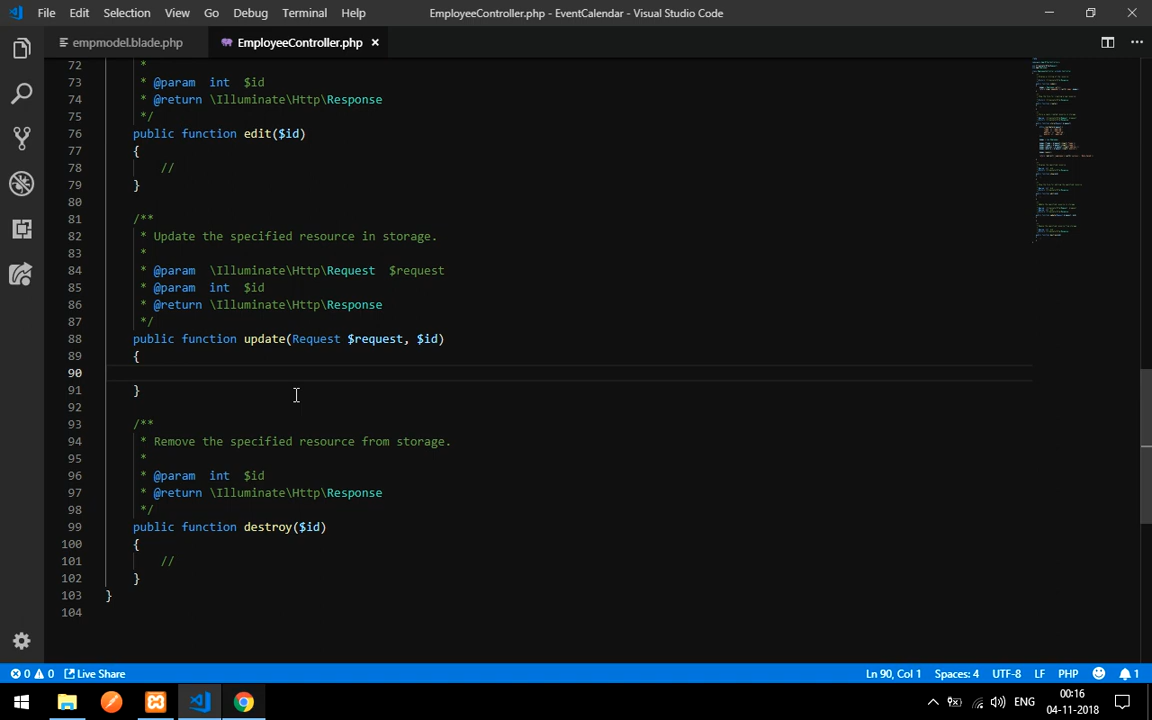 File Edit Selection View Go Debug Terminal Help EmployeeController.php - EventCalendar - Visual Studio Code
empmodel.blade.php EmployeeController.php ×
72 *
73 * @param int $id
74 * @return \Illuminate\Http\Response
75 */
76 public function edit($id)
77 {
78 //
79 }
80
81 /**
82 * Update the specified resource in storage.
83 *
84 * @param \Illuminate\Http\Request $request
85 * @param int $id
86 * @return \Illuminate\Http\Response
87 */
88 public function update(Request $request, $id)
89 {
90
91 }
92
93 /**
94 * Remove the specified resource from storage.
95 *
96 * @param int $id
97 * @return \Illuminate\Http\Response
98 */
99 public function destroy($id)
100 {
101 //
102 }
103 }
104
0 0 Live Share Ln 90, Col 1 Spaces: 4 UTF-8 LF PHP 1
ENG 00:16
04-11-2018